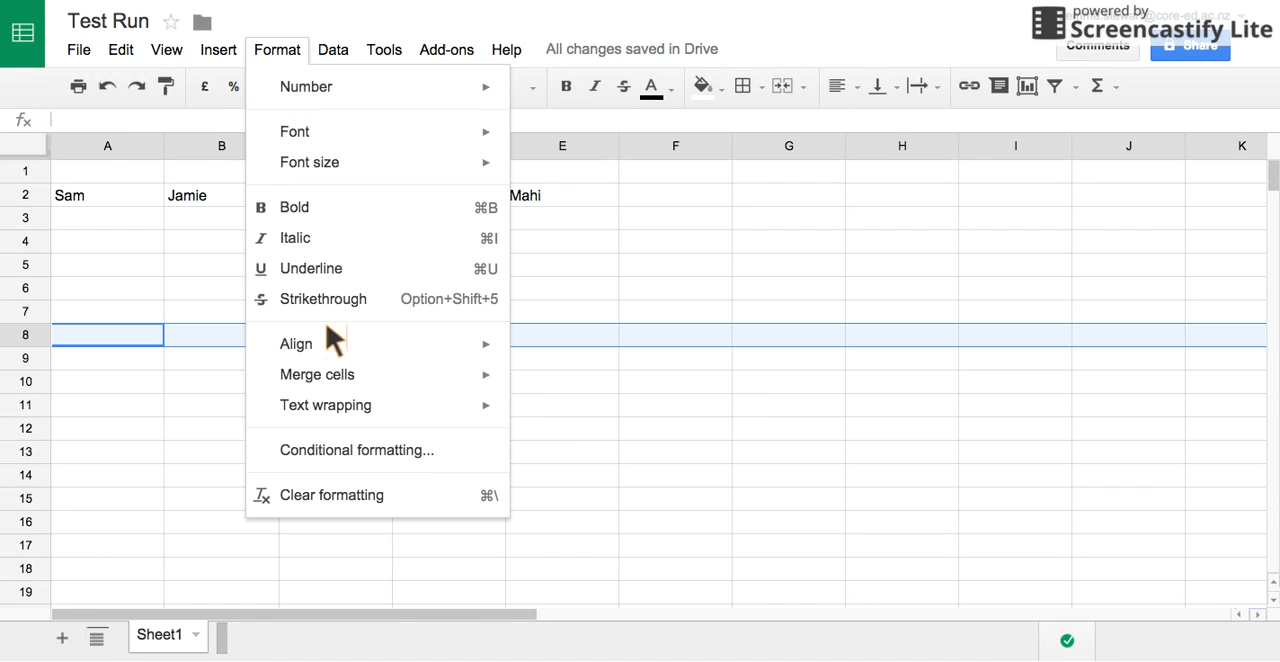 Test Run
powered by
Screencastify Lite
File Edit View Insert Format Data Tools Add-ons Help All changes saved in Drive
Comments Share
£ % B I S A Σ
fx
A B E F G H I J K
1
2 Sam Jamie Mahi
3
4
5
6
7
8
9
10
11
12
13
14
15
16
17
18
19
Number
Font
Font size
B Bold ⌘B
I Italic ⌘I
U Underline ⌘U
S Strikethrough Option+Shift+5
Align
Merge cells
Text wrapping
Conditional formatting...
Clear formatting ⌘\
+ Sheet1